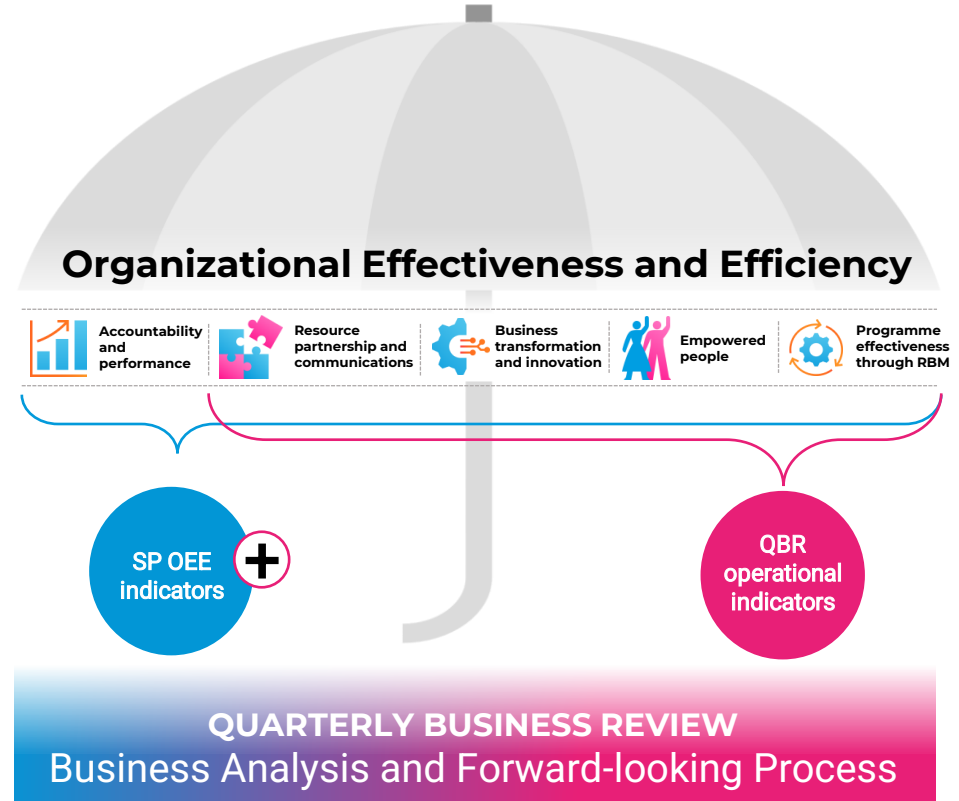 Organizational Effectiveness and Efficiency
Accountability
and
performance
Resource
partnership and
communications
Business
transformation
and innovation
Empowered
people
Programme
effectiveness
through RBM
SP OEE
indicators
+
QBR
operational
indicators
QUARTERLY BUSINESS REVIEW
Business Analysis and Forward-looking Process